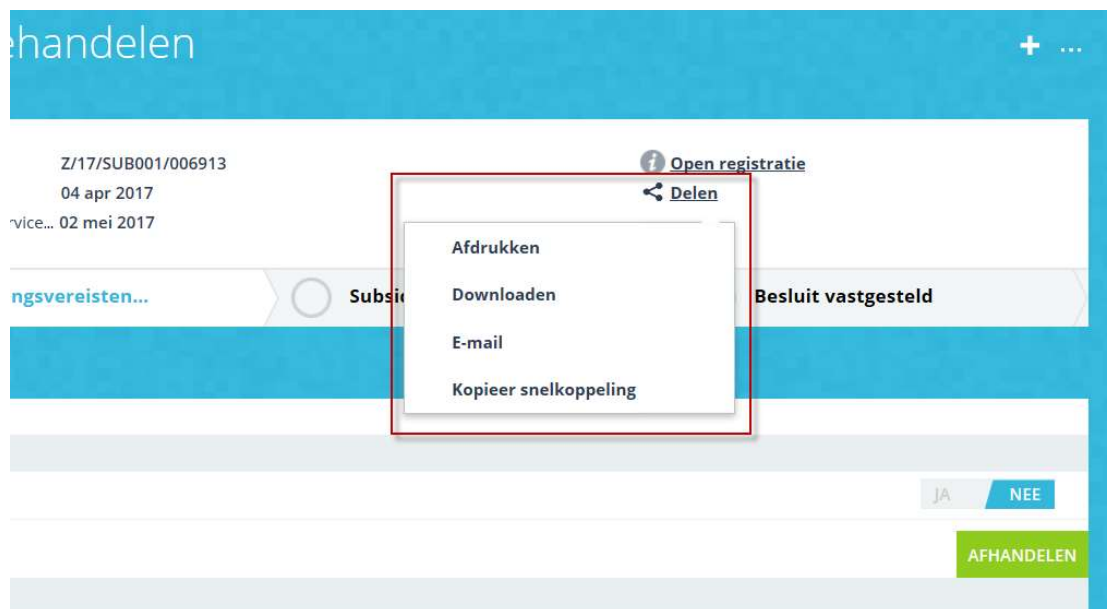 ehandelen
+ ...
Z/17/SUB001/006913
Open registratie
04 apr 2017
Delen
rvice... 02 mei 2017
Afdrukken
ngsvereisten...
Subsid
Downloaden
Besluit vastgesteld
E-mail
Kopieer snelkoppeling
JA
NEE
AFHANDELEN